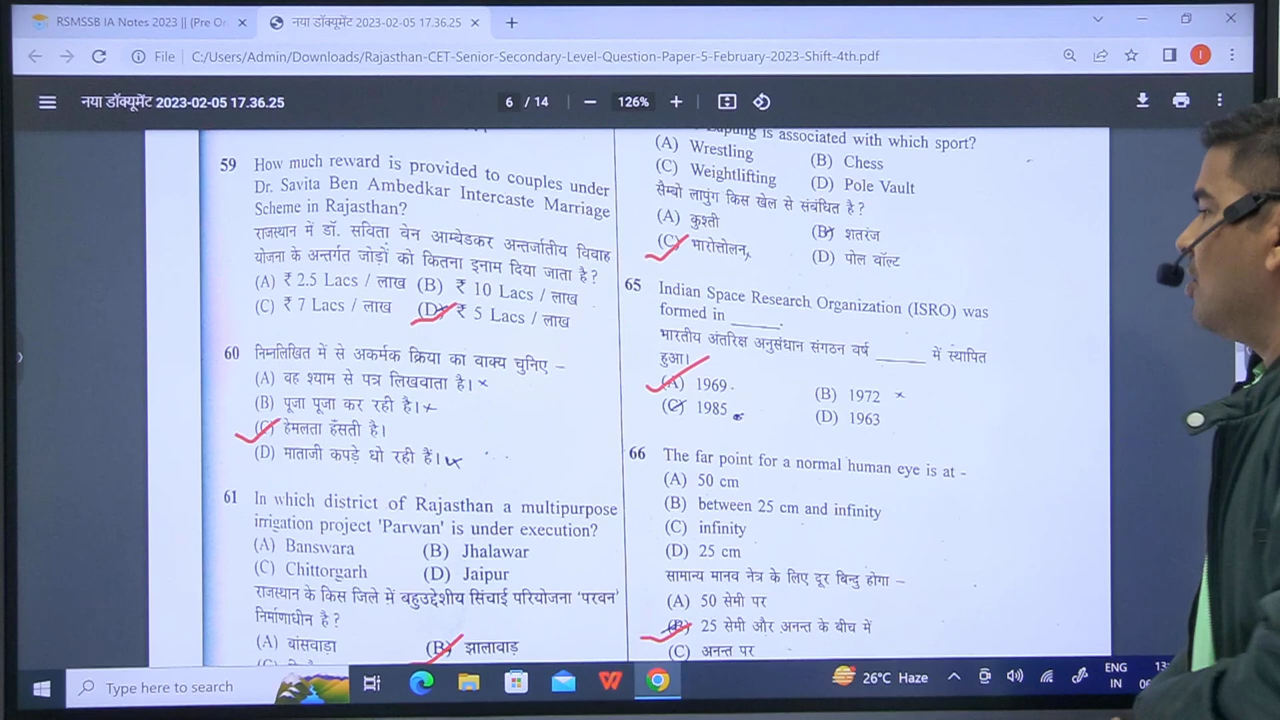 RSMSSB IA Notes 2023 || (Pre Or
नया डॉक्यूमेंट 2023-02-05 17.36.25
File
C:/Users/Admin/Downloads/Rajasthan-CET-Senior-Secondary-Level-Question-Paper-5-February-2023-Shift-4th.pdf
नया डॉक्यूमेंट 2023-02-05 17.36.25
6 / 14
126%
59 How much reward is provided to couples under
Dr. Savita Ben Ambedkar Intercaste Marriage
Scheme in Rajasthan?
राजस्थान में डॉ. सविता बेन आम्बेडकर अन्तर्जातीय विवाह
योजना के अन्तर्गत जोड़ों को कितना इनाम दिया जाता है?
(A) ₹ 2.5 Lacs / लाख (B) ₹ 10 Lacs / लाख
(C) ₹ 7 Lacs / लाख (D) ₹ 5 Lacs / लाख
60 निम्नलिखित में से अकर्मक क्रिया का वाक्य चुनिए –
(A) वह श्याम से पत्र लिखवाता है।
(B) पूजा पूजा कर रही है।
(C) हेमलता हँसती है।
(D) माताजी कपड़े धो रही हैं।
61 In which district of Rajasthan a multipurpose
irrigation project 'Parwan' is under execution?
(A) Banswara (B) Jhalawar
(C) Chittorgarh (D) Jaipur
राजस्थान के किस जिले में बहुउद्देशीय सिंचाई परियोजना 'परवन'
निर्माणाधीन है?
(A) बांसवाड़ा (B) झालावाड़
Lapung is associated with which sport?
(A) Wrestling (B) Chess
(C) Weightlifting (D) Pole Vault
सैम्बो लापुंग किस खेल से संबंधित है?
(A) कुश्ती (B) शतरंज
(C) भारोत्तोलन (D) पोल वॉल्ट
65 Indian Space Research Organization (ISRO) was
formed in ______.
भारतीय अंतरिक्ष अनुसंधान संगठन वर्ष ______ में स्थापित
हुआ।
(A) 1969 (B) 1972
(C) 1985 (D) 1963
66 The far point for a normal human eye is at -
(A) 50 cm
(B) between 25 cm and infinity
(C) infinity
(D) 25 cm
सामान्य मानव नेत्र के लिए दूर बिन्दु होगा –
(A) 50 सेमी पर
(B) 25 सेमी और अनन्त के बीच में
(C) अनन्त पर
Type here to search
26°C Haze
ENG
IN